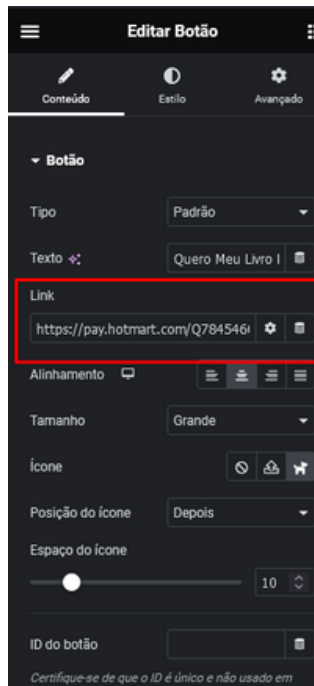 Editar Botão
Conteúdo Estilo Avançado
Botão
Tipo Padrão
Texto Quero Meu Livro
Link
https://pay.hotmart.com/Q784546
Alinhamento
Tamanho Grande
Ícone
Posição do ícone Depois
Espaço do ícone
10
ID do botão
Certifique-se de que o ID é único e não usado em